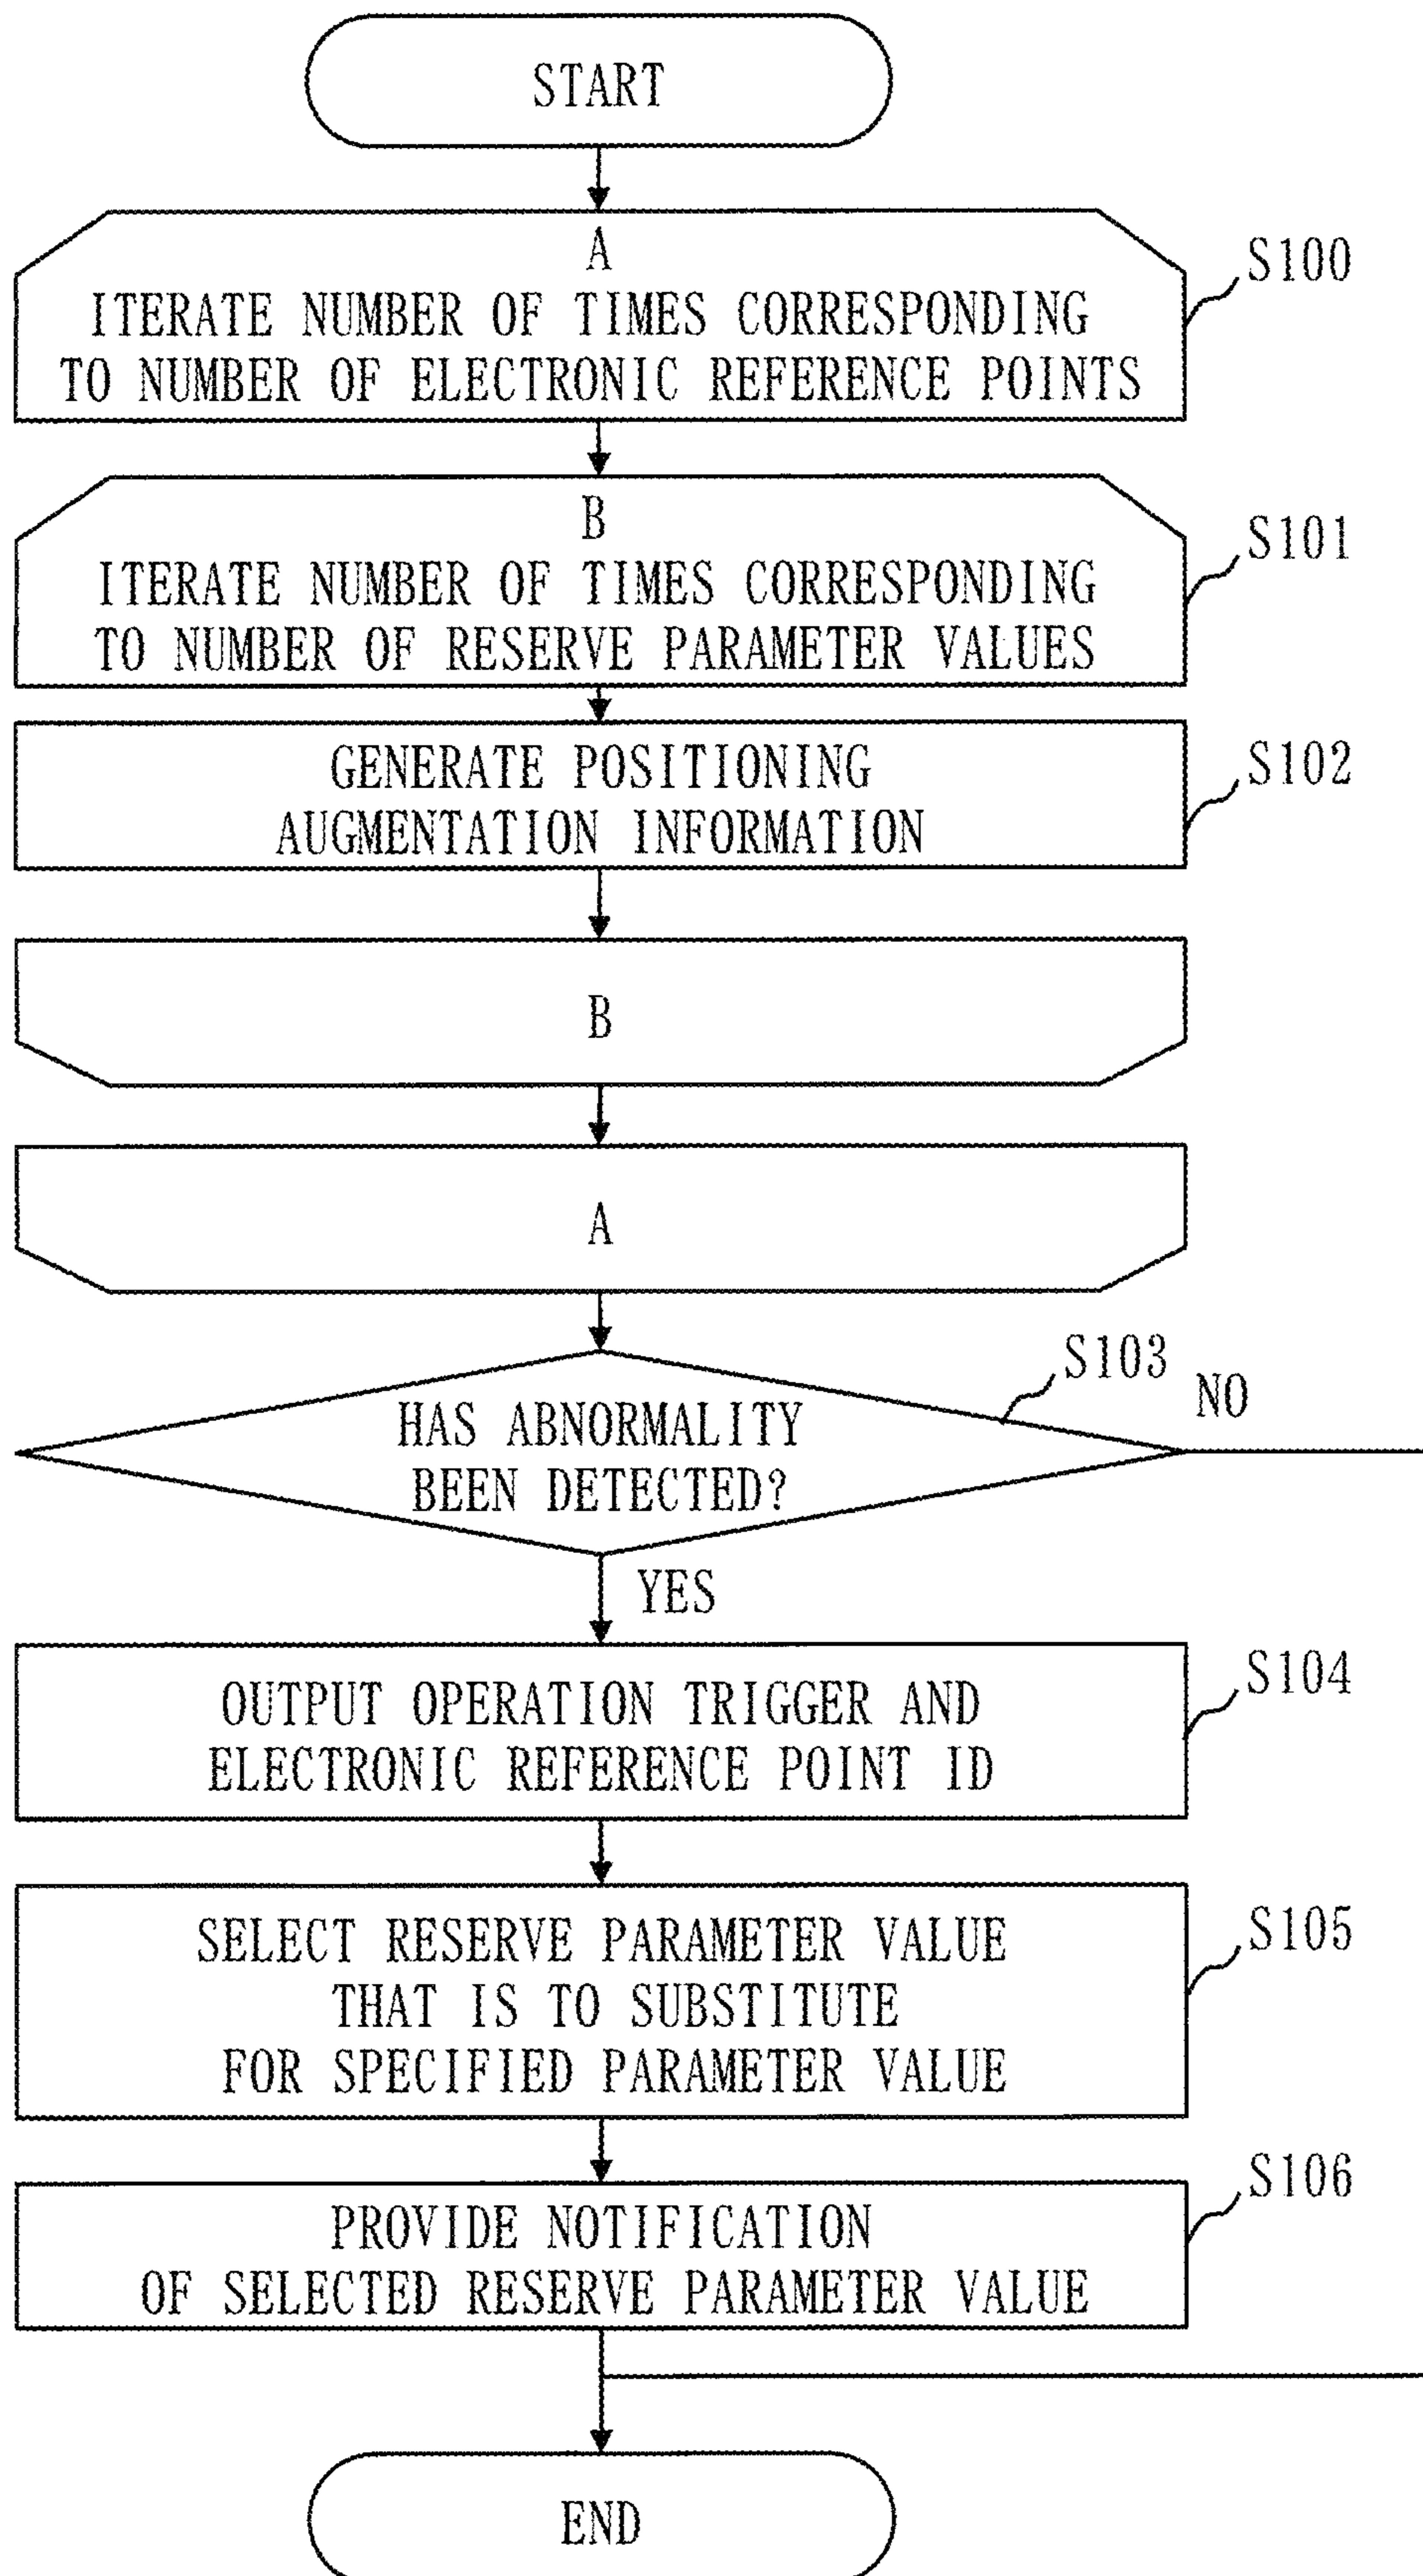 START
A
ITERATE NUMBER OF TIMES CORRESPONDING
TO NUMBER OF ELECTRONIC REFERENCE POINTS
S100
B
ITERATE NUMBER OF TIMES CORRESPONDING
TO NUMBER OF RESERVE PARAMETER VALUES
S101
GENERATE POSITIONING
AUGMENTATION INFORMATION
S102
B
A
S103
NO
HAS ABNORMALITY
BEEN DETECTED?
YES
OUTPUT OPERATION TRIGGER AND
ELECTRONIC REFERENCE POINT ID
S104
SELECT RESERVE PARAMETER VALUE
THAT IS TO SUBSTITUTE
FOR SPECIFIED PARAMETER VALUE
S105
PROVIDE NOTIFICATION
OF SELECTED RESERVE PARAMETER VALUE
S106
END